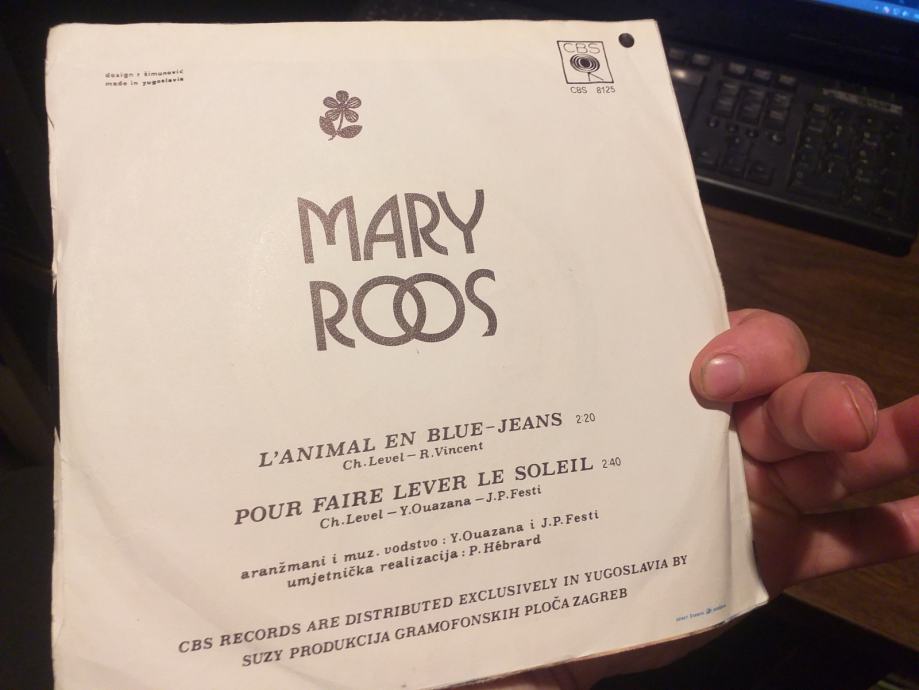 design r šimunović
made in yugoslavia
CBS
CBS 8125
MARY
ROOS
L'ANIMAL EN BLUE-JEANS 2:20
Ch.Level – R.Vincent
POUR FAIRE LEVER LE SOLEIL 2:40
Ch.Level – Y.Ouazana – J.P.Festi
aranžmani i muz. vodstvo : Y.Ouazana i J.P.Festi
umjetnička realizacija : P.Hébrard
CBS RECORDS ARE DISTRIBUTED EXCLUSIVELY IN YUGOSLAVIA BY
SUZY PRODUKCIJA GRAMOFONSKIH PLOČA ZAGREB